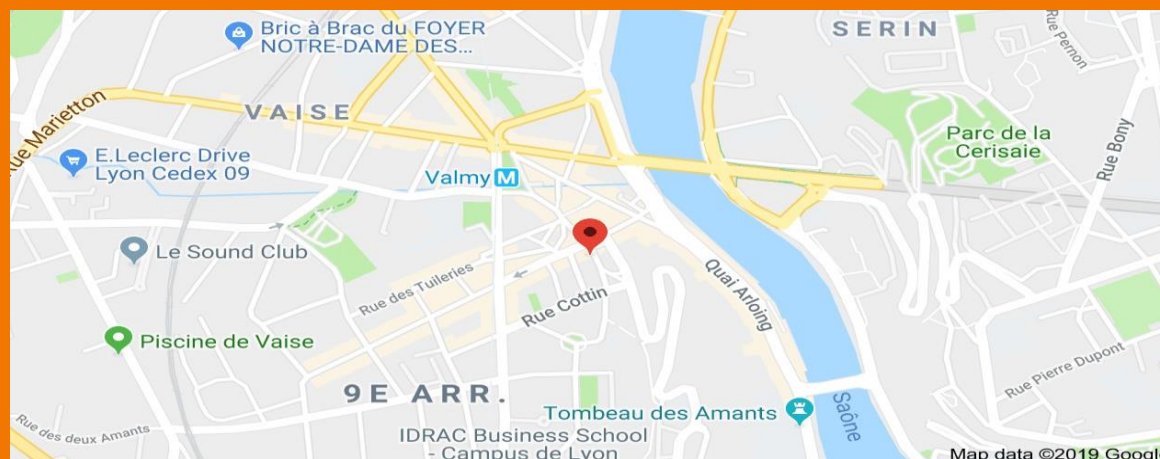 Bric à Brac du FOYER
NOTRE-DAME DES...
SERIN
Rue Pernon
VAISE
Rue Marietton
Parc de la
Cerisaie
Rue Bony
E.Leclerc Drive
Lyon Cedex 09
Valmy M
Le Sound Club
Rue des Tuileries
Quai Arloing
Rue Cottin
Piscine de Vaise
Rue Pierre Dupont
9E ARR.
Tombeau des Amants
Saône
Rue des deux Amants
IDRAC Business School
- Campus de Lyon
Map data ©2019 Google